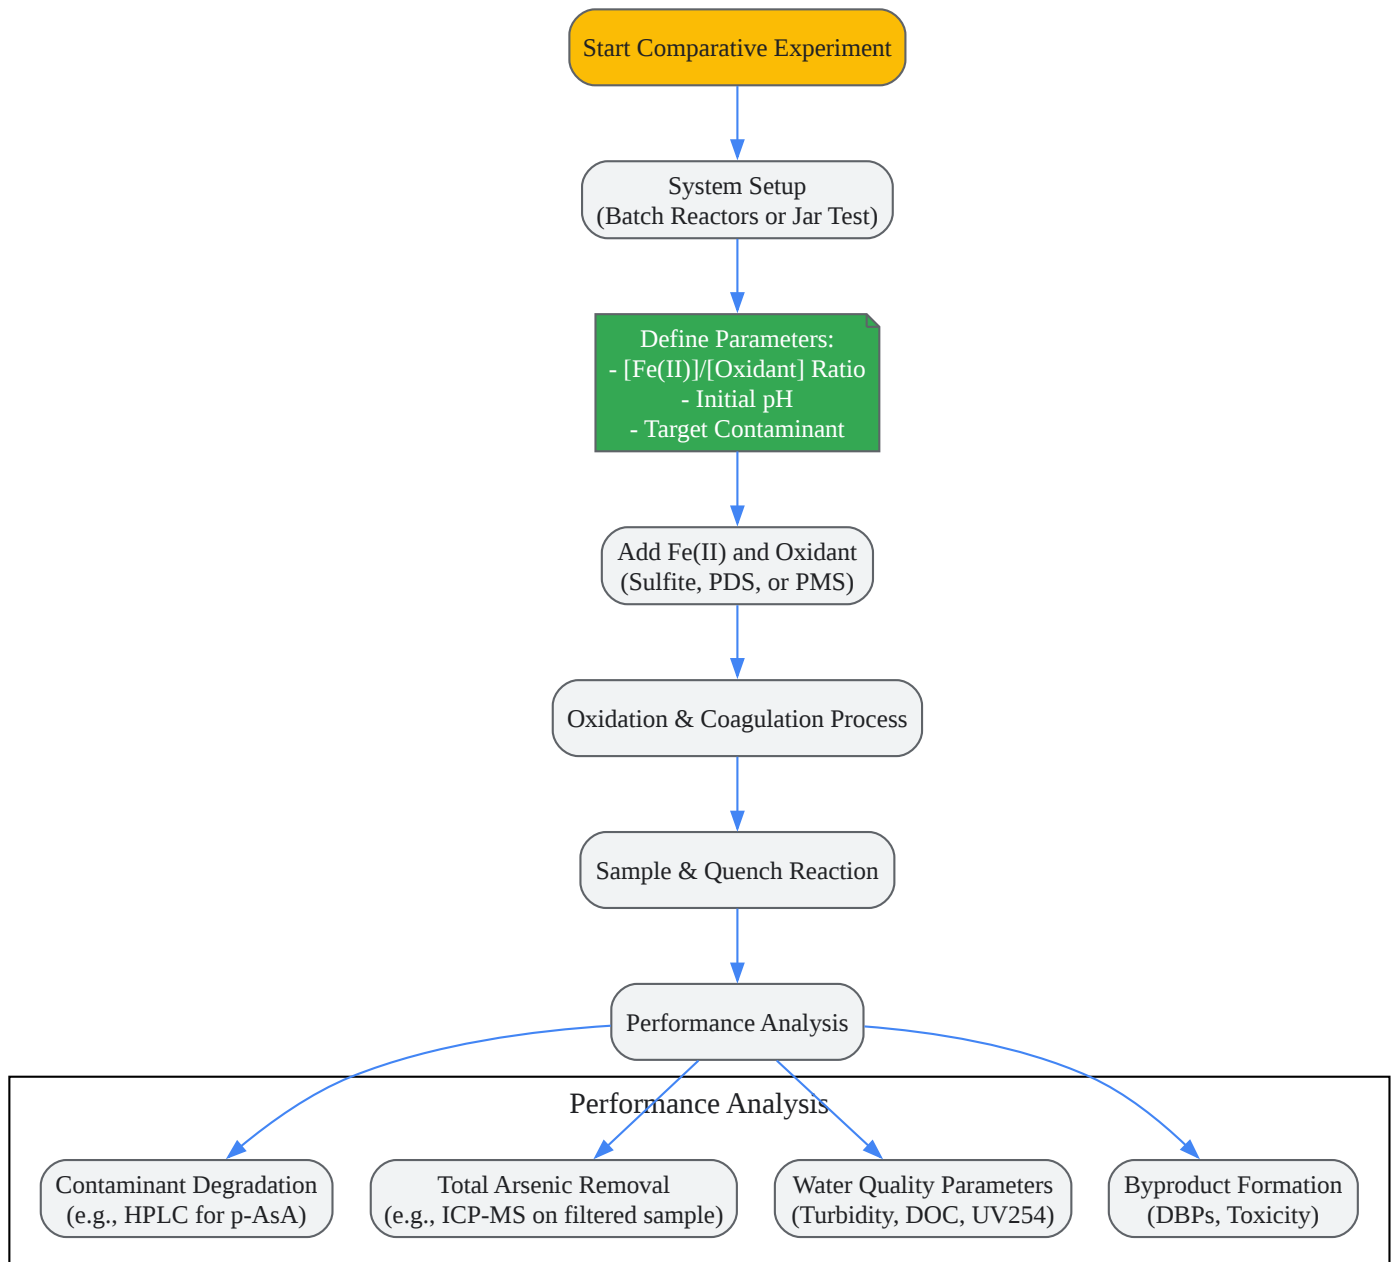 Start Comparative Experiment
System Setup
(Batch Reactors or Jar Test)
Define Parameters:
- [Fe(II)]/[Oxidant] Ratio
- Initial pH
- Target Contaminant
Add Fe(II) and Oxidant
(Sulfite, PDS, or PMS)
Oxidation & Coagulation Process
Sample & Quench Reaction
Performance Analysis
Performance Analysis
Contaminant Degradation
(e.g., HPLC for p-AsA)
Total Arsenic Removal
(e.g., ICP-MS on filtered sample)
Water Quality Parameters
(Turbidity, DOC, UV254)
Byproduct Formation
(DBPs, Toxicity)